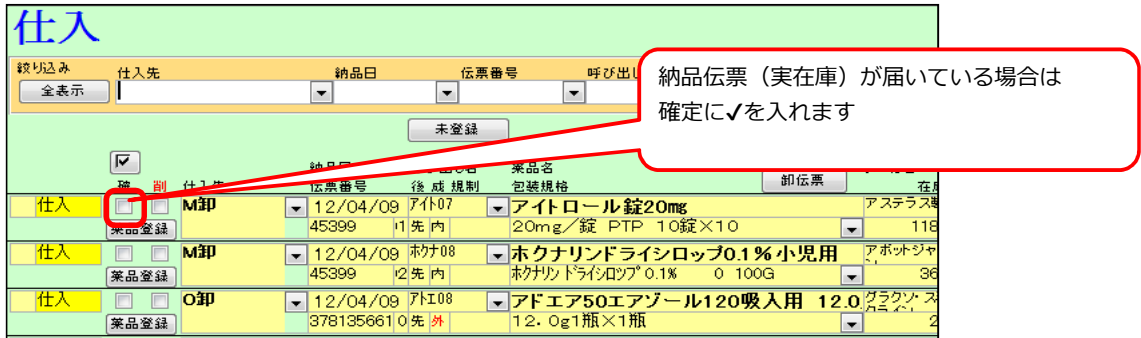 仕入
絞り込み 仕入先 納品日 伝票番号 呼び出し
全表示
納品伝票（実在庫）が届いている場合は
確定に✓を入れます
未登録
薬品名
削 伝票番号 後 成 規制 包装規格 卸伝票
仕入 M卸 12/04/09 アイト07 アイトロール錠20mg アステラス
薬品登録 45399 先 内 20mg／錠 PTP 10錠×10 118
仕入 M卸 12/04/09 ホクナ08 ホクナリンドライシロップ0.1％小児用 アボットジャ
薬品登録 45399 2 先 内 ホクナリンドライシロップ0.1% 0 100G 36
仕入 O卸 12/04/09 アドエ08 アドエア50エアゾール120吸入用 12.0 グラクソ・ス
薬品登録 378135661 0 先 外 12．0g1瓶×1瓶 2